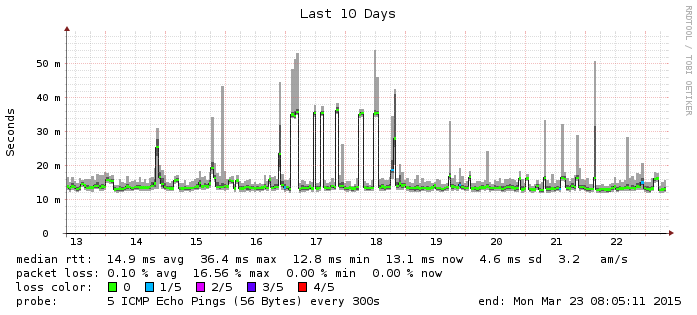 Last 10 Days
RRDTOOL / TOBI OETIKER
Seconds
50 m
40 m
30 m
20 m
10 m
0
13 14 15 16 17 18 19 20 21 22
median rtt: 14.9 ms avg 36.4 ms max 12.8 ms min 13.1 ms now 4.6 ms sd 3.2 am/s
packet loss: 0.10 % avg 16.56 % max 0.00 % min 0.00 % now
loss color: 0 1/5 2/5 3/5 4/5
probe: 5 ICMP Echo Pings (56 Bytes) every 300s end: Mon Mar 23 08:05:11 2015